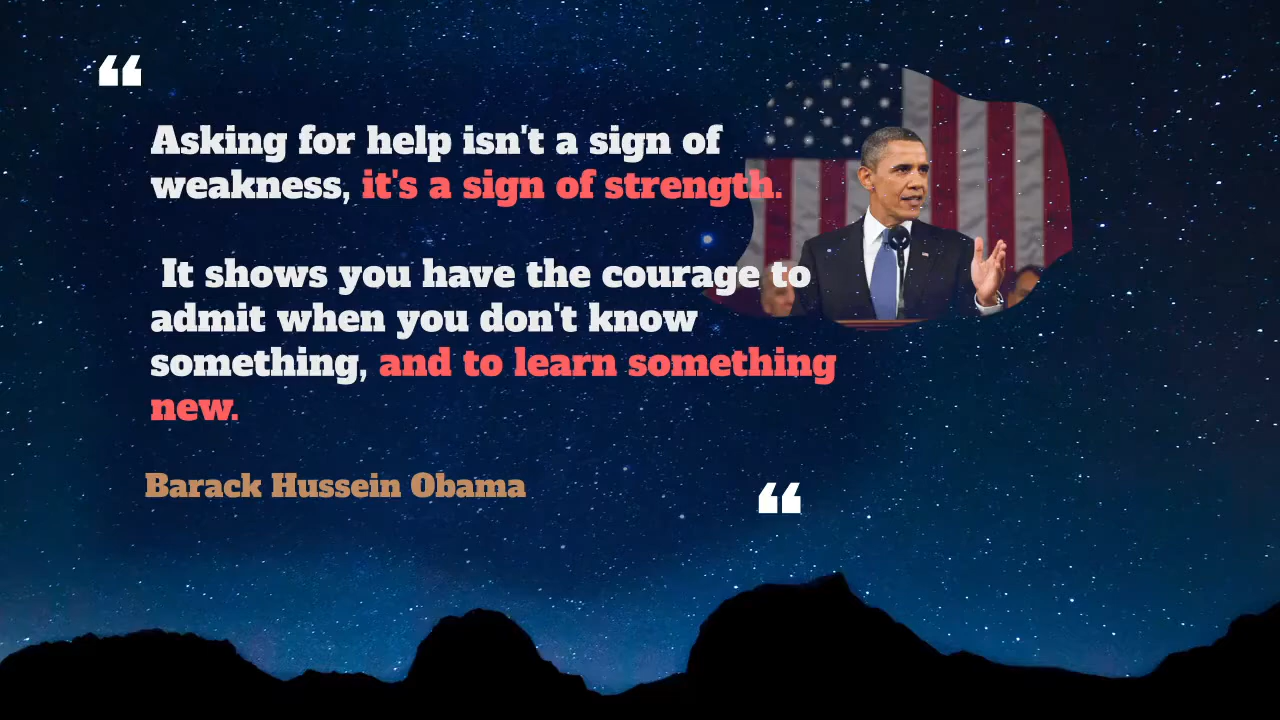 ❝
Asking for help isn't a sign of
weakness, it's a sign of strength.
It shows you have the courage to
admit when you don't know
something, and to learn something
new.
Barack Hussein Obama
❝